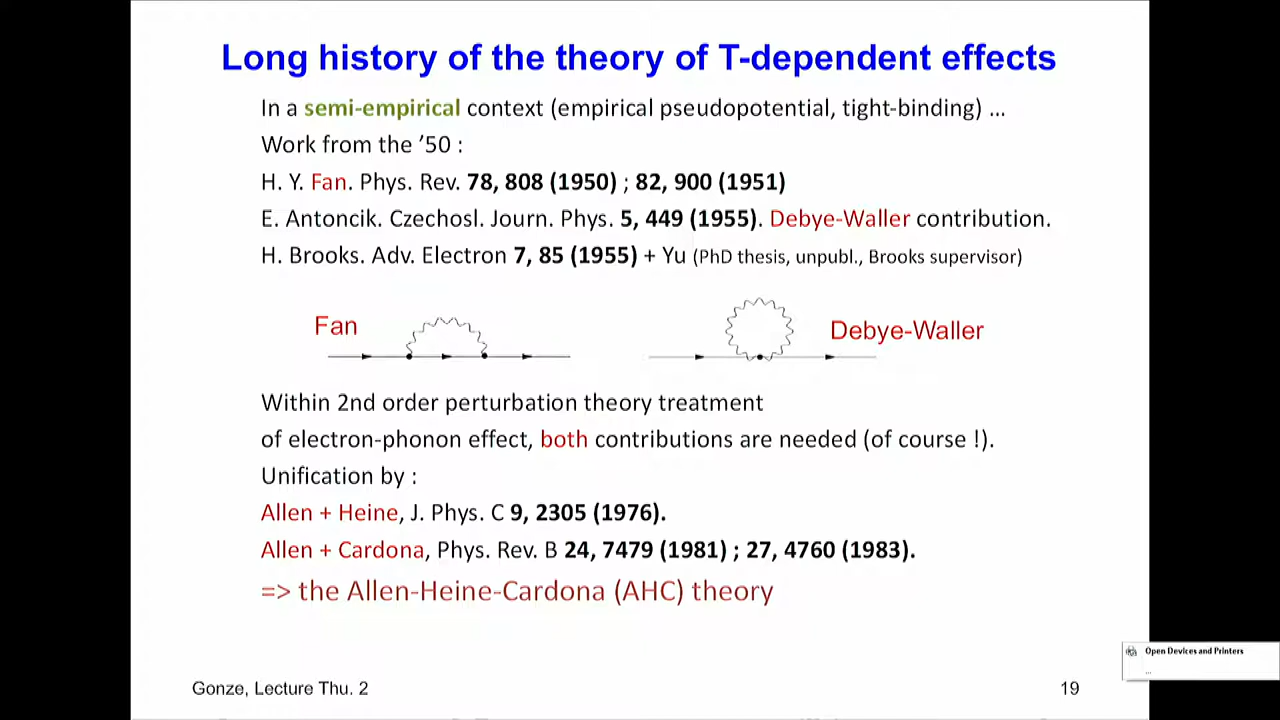 Long history of the theory of T-dependent effects
In a semi-empirical context (empirical pseudopotential, tight-binding) ...
Work from the ’50 :
H. Y. Fan. Phys. Rev. 78, 808 (1950) ; 82, 900 (1951)
E. Antoncik. Czechosl. Journ. Phys. 5, 449 (1955). Debye-Waller contribution.
H. Brooks. Adv. Electron 7, 85 (1955) + Yu (PhD thesis, unpubl., Brooks supervisor)
Fan
Debye-Waller
Within 2nd order perturbation theory treatment
of electron-phonon effect, both contributions are needed (of course !).
Unification by :
Allen + Heine, J. Phys. C 9, 2305 (1976).
Allen + Cardona, Phys. Rev. B 24, 7479 (1981) ; 27, 4760 (1983).
=> the Allen-Heine-Cardona (AHC) theory
Open Devices and Printers
...
Gonze, Lecture Thu. 2
19